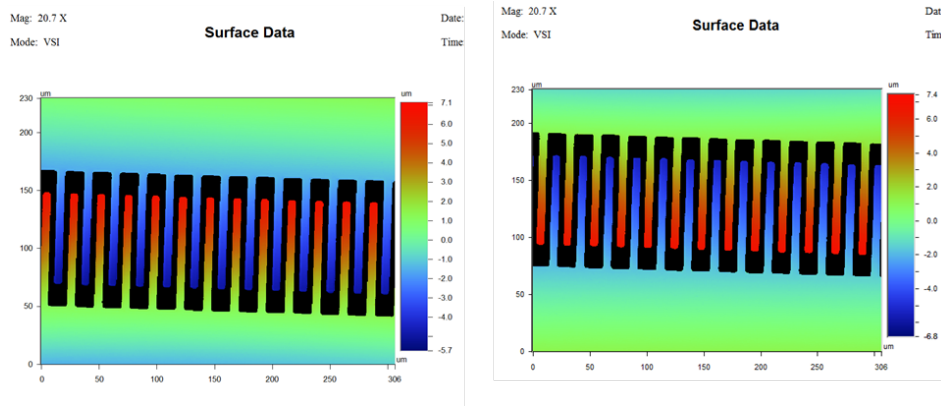 Mag: 20.7 X
Mode: VSI
Surface Data
Date:
Time
um
230
200
150
100
50
0
0 50 100 150 200 250 306
um
7.1
6.0
5.0
4.0
3.0
2.0
1.0
0.0
-1.0
-2.0
-3.0
-4.0
-5.7
um
Mag: 20.7 X
Mode: VSI
Surface Data
Dat
Tim
um
230
200
150
100
50
0
0 50 100 150 200 250 306
um
7.4
6.0
4.0
2.0
0.0
-2.0
-4.0
-6.8
um